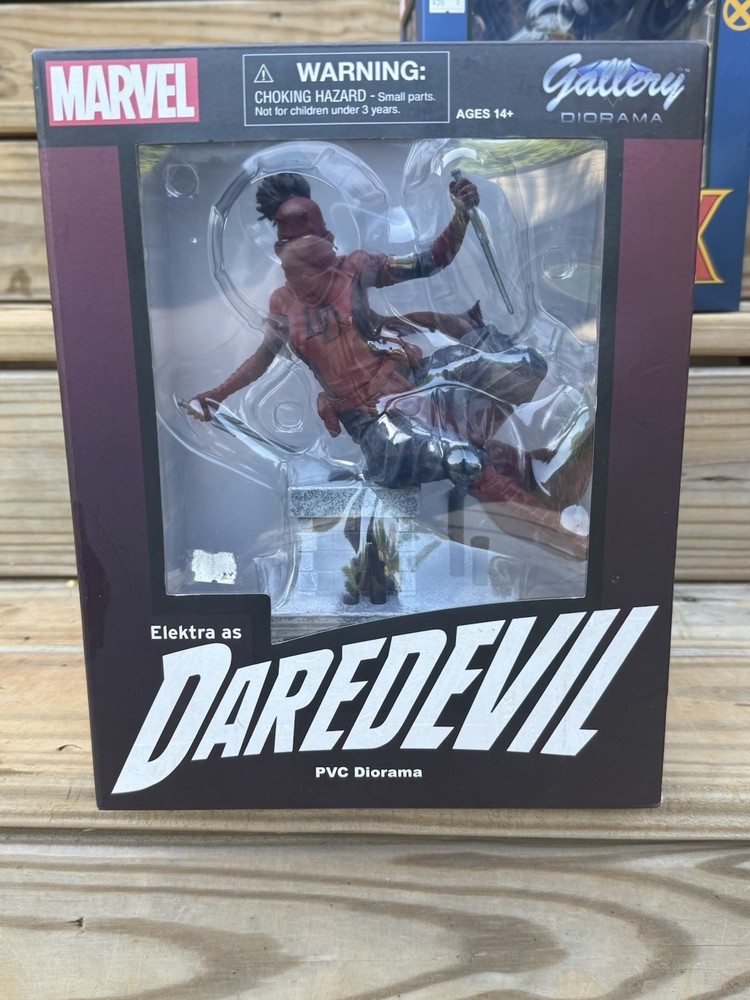 MARVEL
WARNING:
CHOKING HAZARD - Small parts.
Not for children under 3 years.
AGES 14+
Gallery
DIORAMA
Elektra as
DAREDEVIL
PVC Diorama